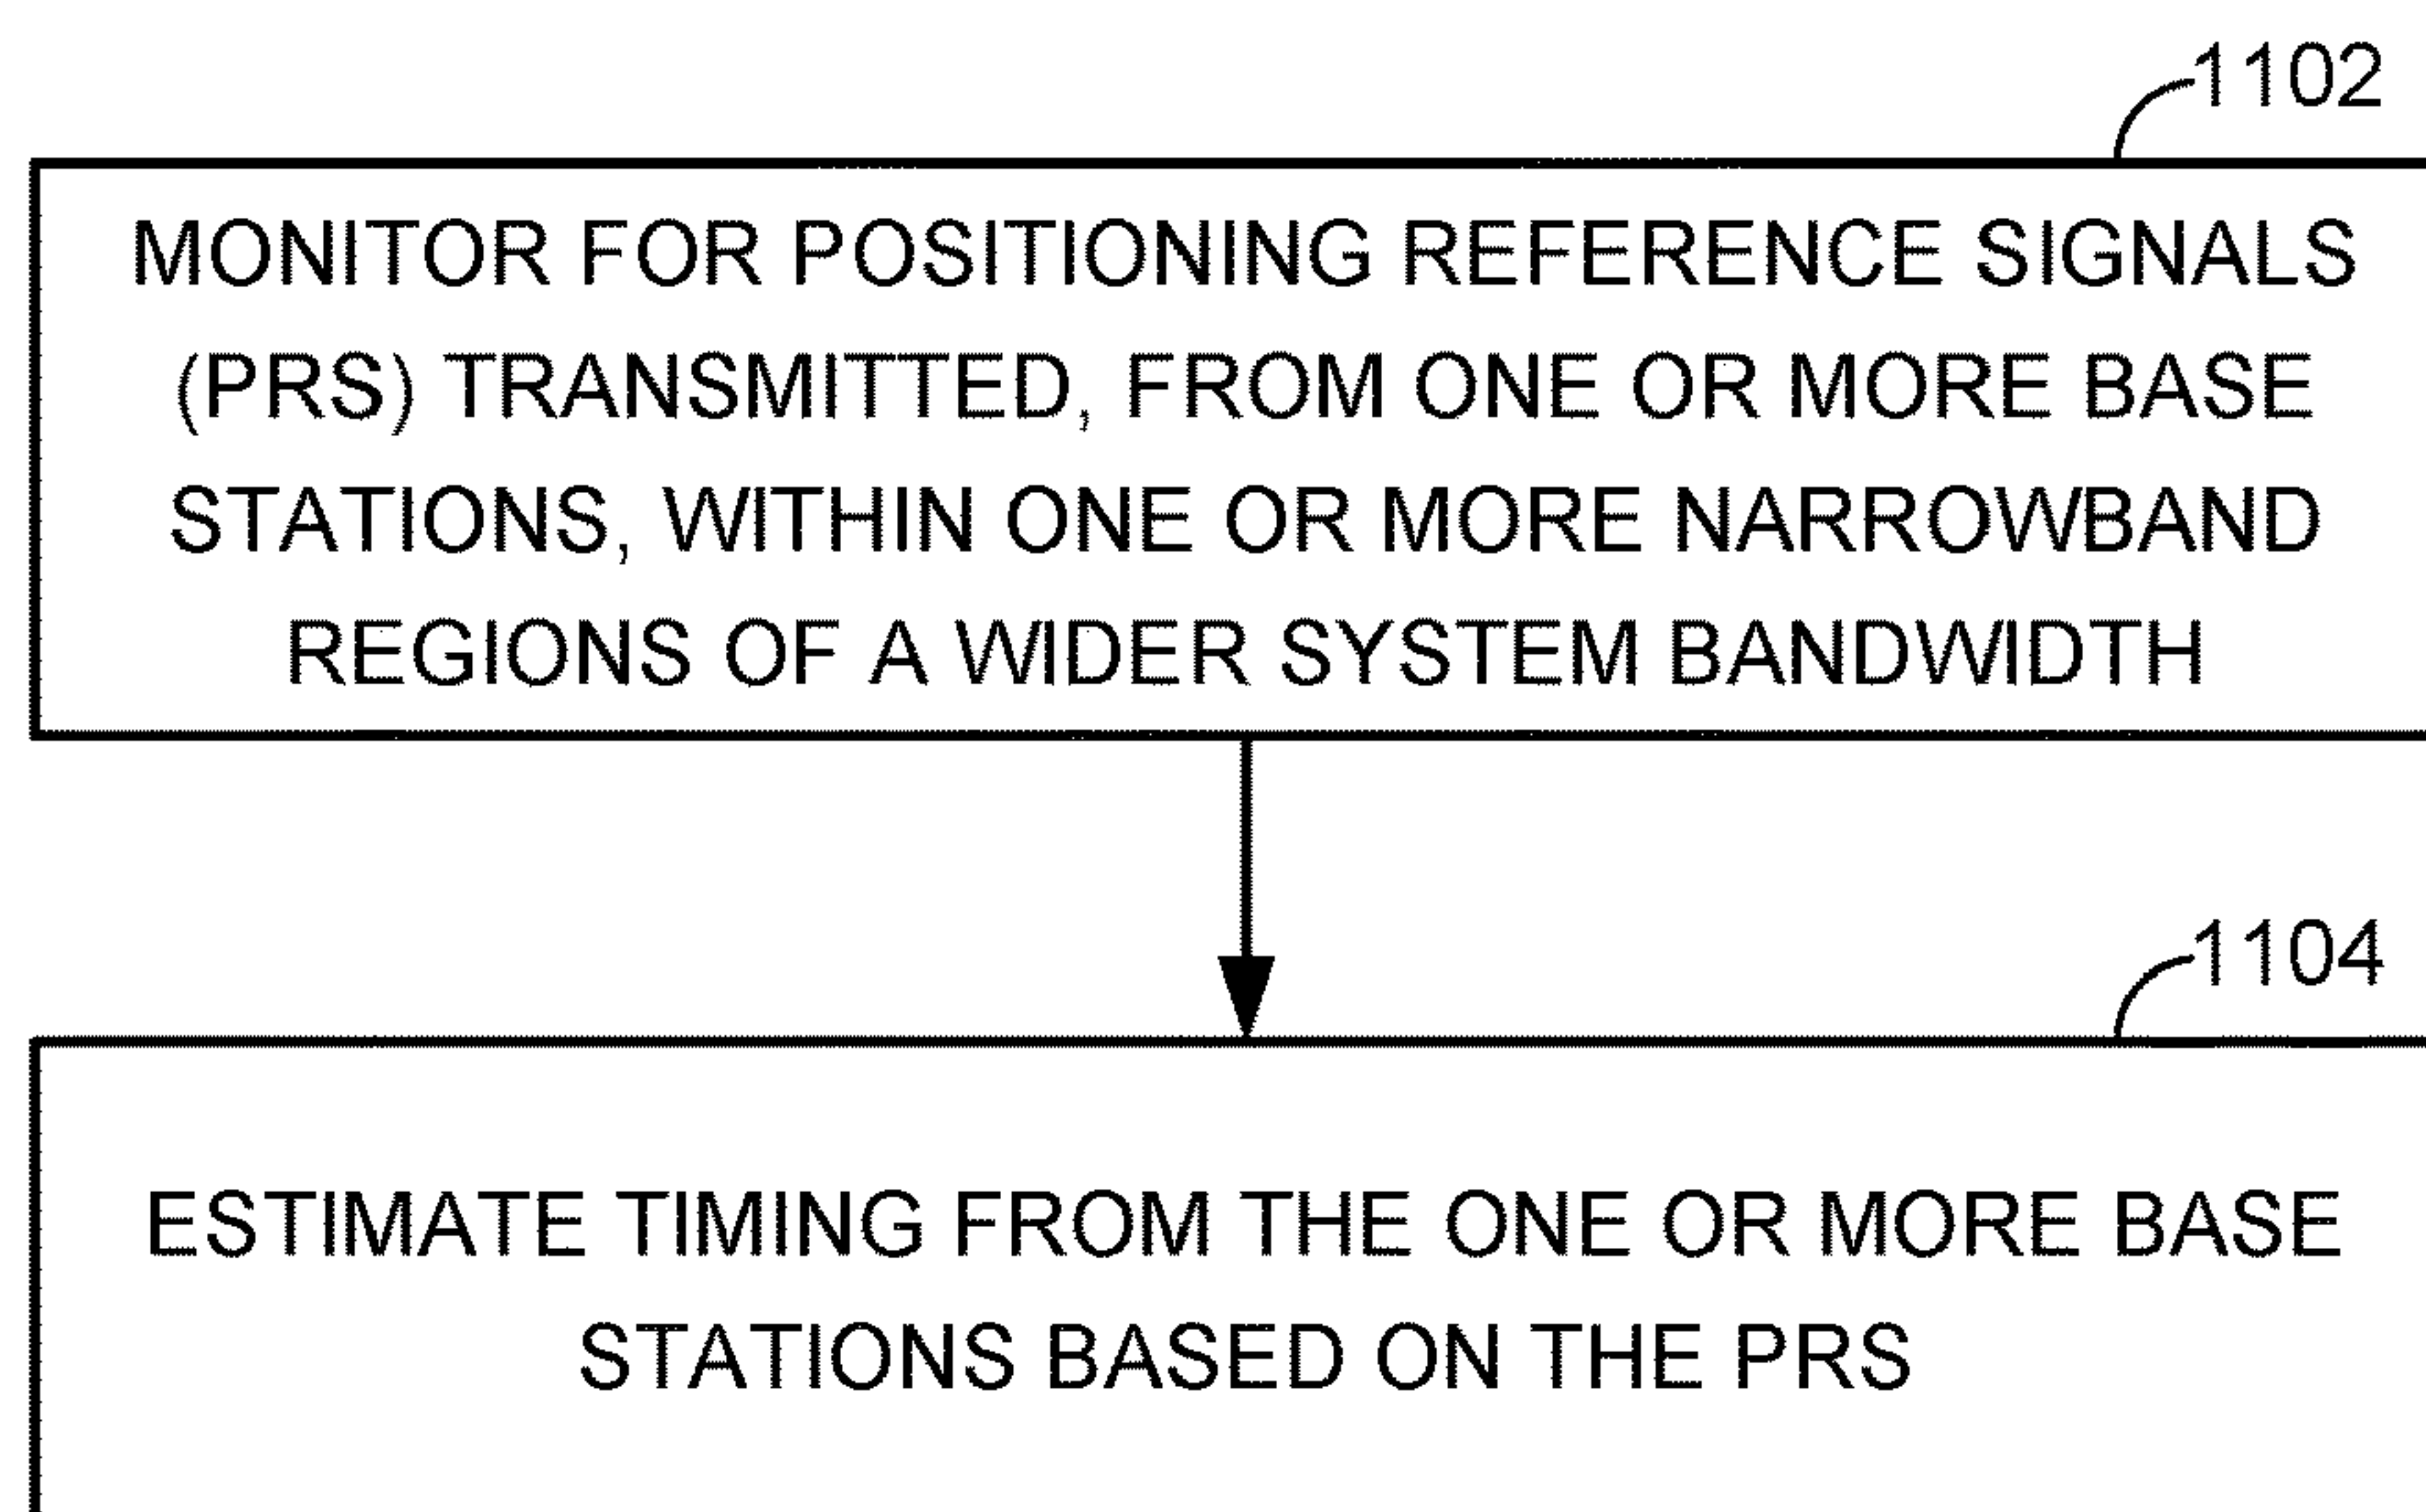 1102
MONITOR FOR POSITIONING REFERENCE SIGNALS
(PRS) TRANSMITTED, FROM ONE OR MORE BASE
STATIONS, WITHIN ONE OR MORE NARROWBAND
REGIONS OF A WIDER SYSTEM BANDWIDTH
1104
ESTIMATE TIMING FROM THE ONE OR MORE BASE
STATIONS BASED ON THE PRS